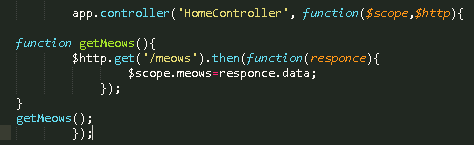 app.controller('HomeController', function($scope,$http){
function getMeows(){
$http.get('/meows').then(function(responce){
$scope.meows=responce.data;
});
}
getMeows();
});